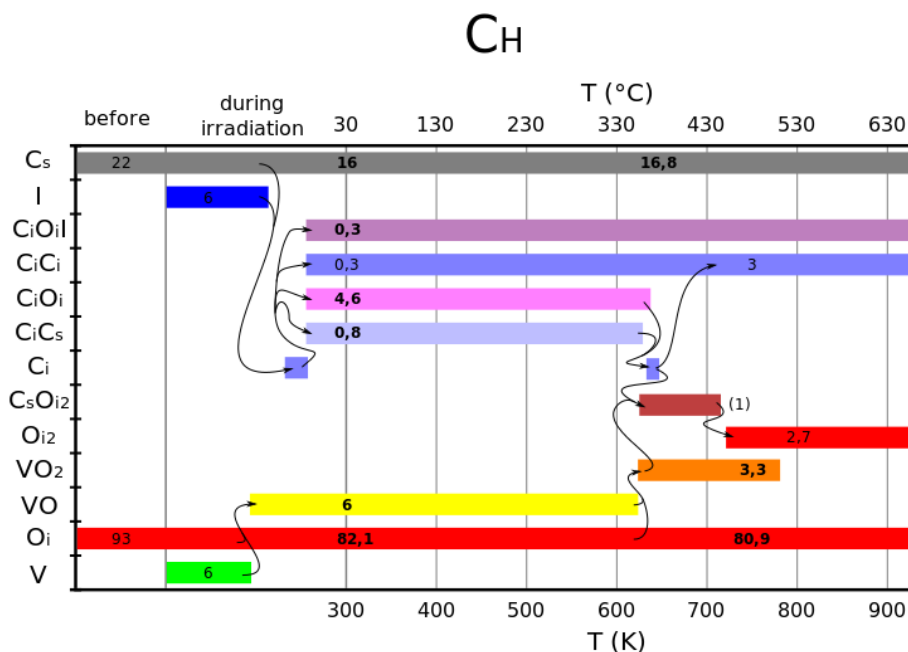 CH
T (°C)
before
during
irradiation
30 130 230 330 430 530 630
Cs 22 16 16,8
I 6
CiOiI 0,3
CiCi 0,3 3
CiOi 4,6
CiCs 0,8
Ci
CsOi2 (1)
Oi2 2,7
VO2 3,3
VO 6
Oi 93 82,1 80,9
V 6
300 400 500 600 700 800 900
T (K)